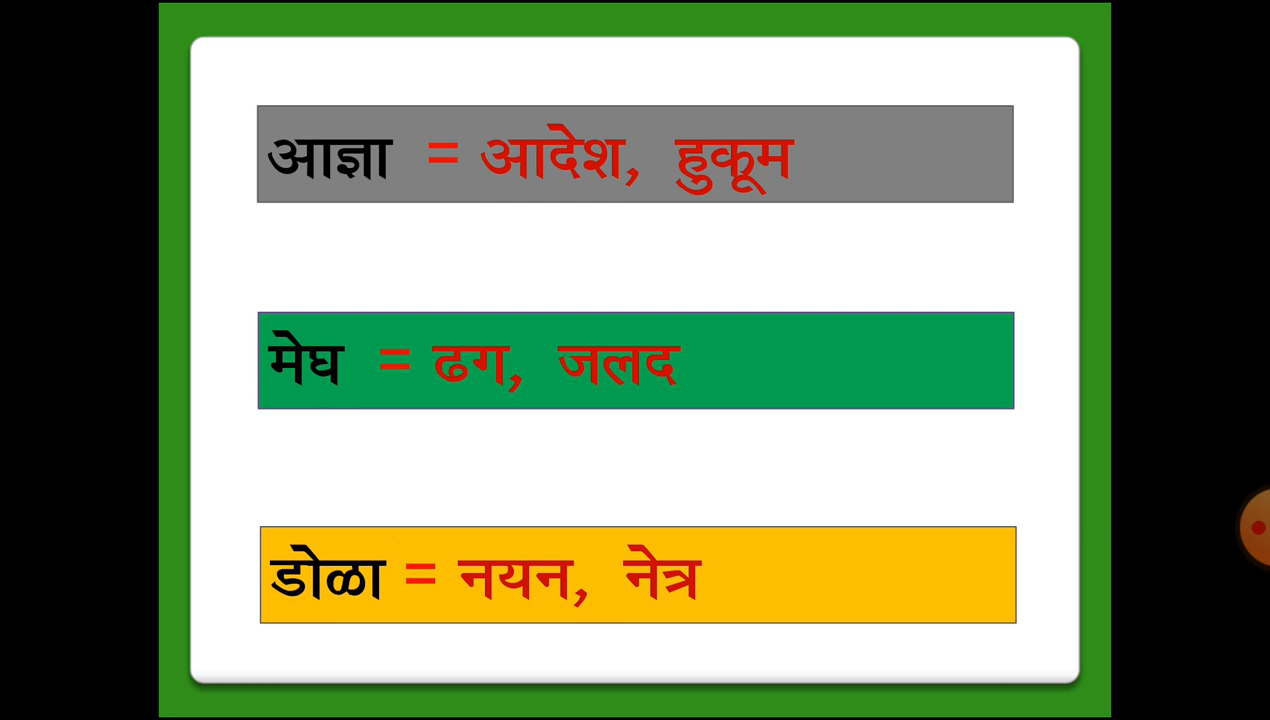 आज्ञा = आदेश, हुकूम
मेघ = ढग, जलद
डोळा = नयन, नेत्र